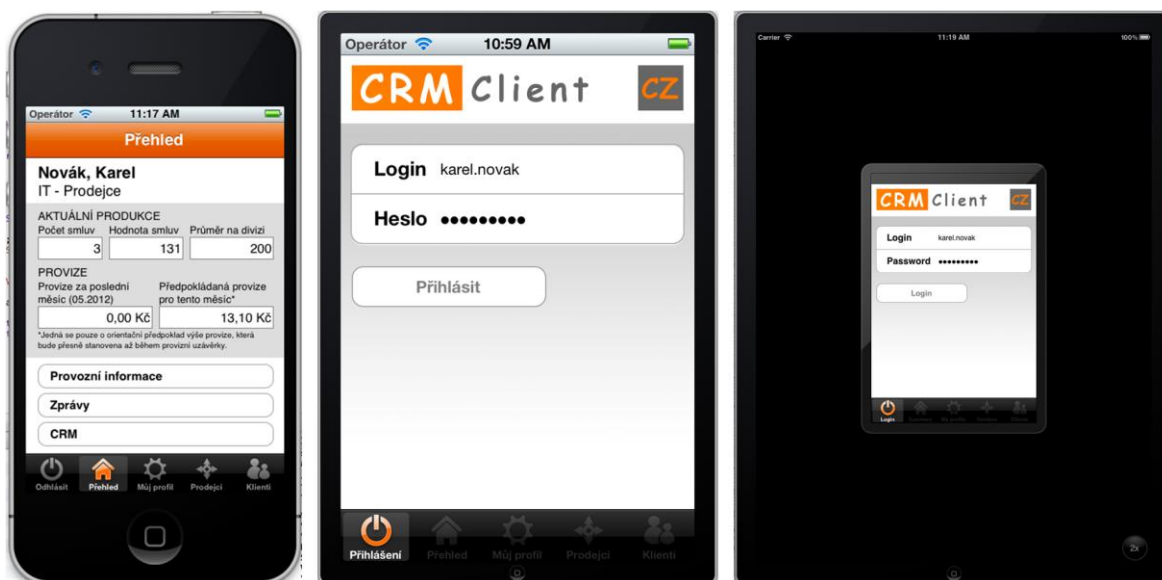 Operátor 11:17 AM
Přehled
Novák, Karel
IT - Prodejce
AKTUÁLNÍ PRODUKCE
Počet smluv Hodnota smluv Průměr na divizi
3 131 200
PROVIZE
Provize za poslední měsíc (05.2012) Předpokládaná provize pro tento měsíc*
0,00 Kč 13,10 Kč
*Jedná se pouze o orientační předpoklad výše provize, která
bude přesně stanovena až během provizní uzávěrky.
Provozní informace
Zprávy
CRM
Odhlásit Přehled Můj profil Prodejci Klienti
Operátor 10:59 AM
CRM Client CZ
Login karel.novak
Heslo
Přihlásit
Přihlášení Přehled Můj profil Prodejci Klienti
Carrier 11:19 AM 100%
CRM Client CZ
Login karel.novak
Password
Login
Login My profile
2x